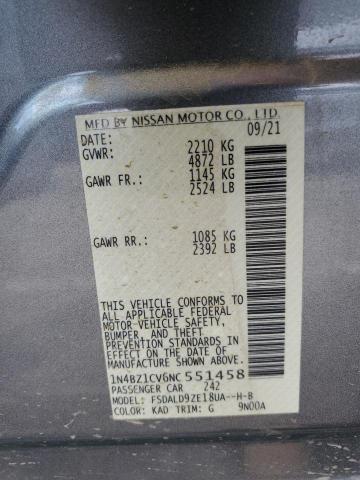 MFD BY NISSAN MOTOR CO., LTD
DATE: 09/21
GVWR: 2210 KG
4872 LB
GAWR FR.: 1145 KG
2524 LB
GAWR RR.: 1085 KG
2392 LB
THIS VEHICLE CONFORMS TO
ALL APPLICABLE FEDERAL
MOTOR-VEHICLE SAFETY,
BUMPER, AND THEFT
PREVENTION STANDARDS IN
EFFECT ON THE DATE OF
MANUFACTURE SHOWN ABOVE.
1N4BZ1CV6NC551458
PASSENGER CAR 242
MODEL: FSDALD9ZE18UA--H-B
COLOR: KAD TRIM: G 9N00A